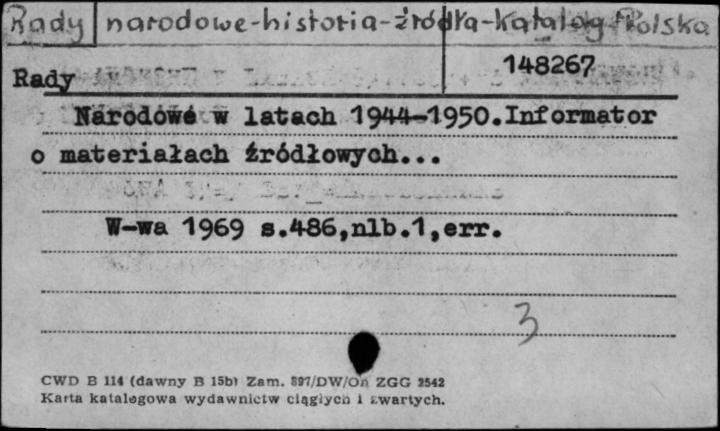 Rady narodowe-historia-źródła-katalog Polska
148267
Rady
Narodowe w latach 1944-1950.Informator
o materiałach źródłowych...
W-wa 1969 s.486,nlb.1,err.
3
CWD B 114 (dawny B 15b) Zam. 897/DW/On ZGG 2542
Karta katalogowa wydawnictw ciągłych i zwartych.